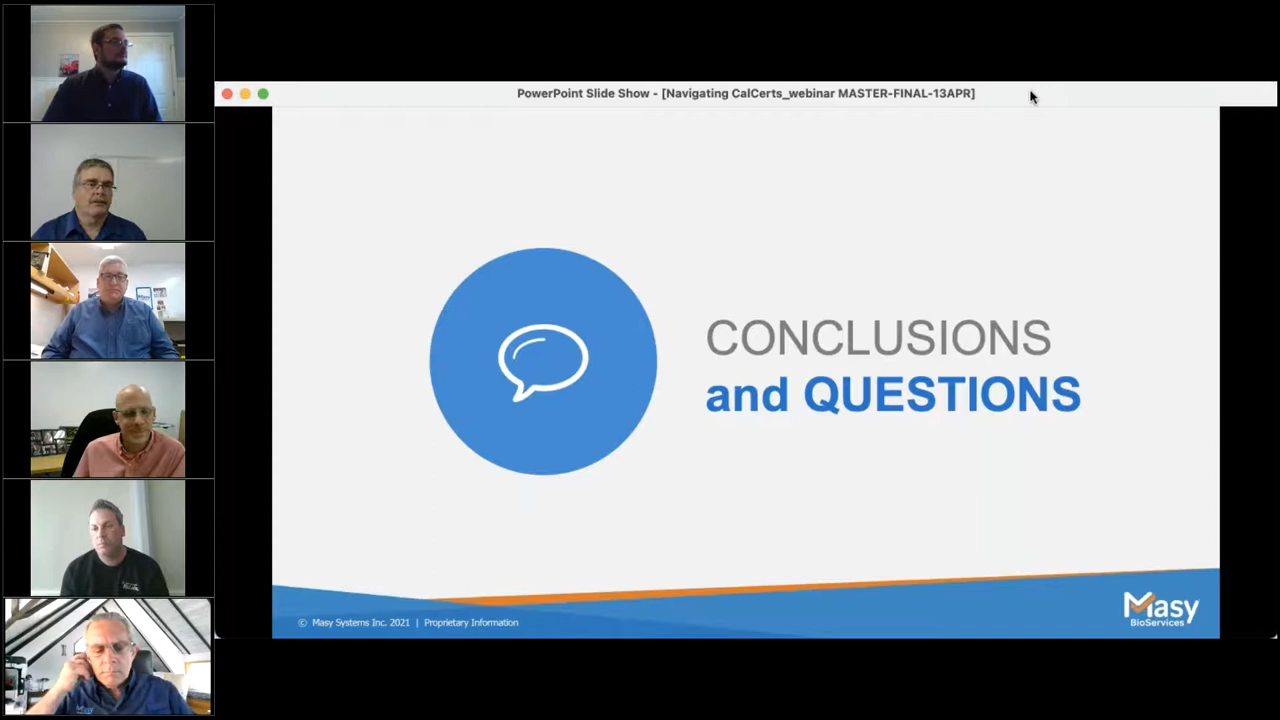 PowerPoint Slide Show - [Navigating CalCerts_webinar MASTER-FINAL-13APR]
CONCLUSIONS
and QUESTIONS
© Masy Systems Inc. 2021 | Proprietary Information
Masy
BioServices
Masy